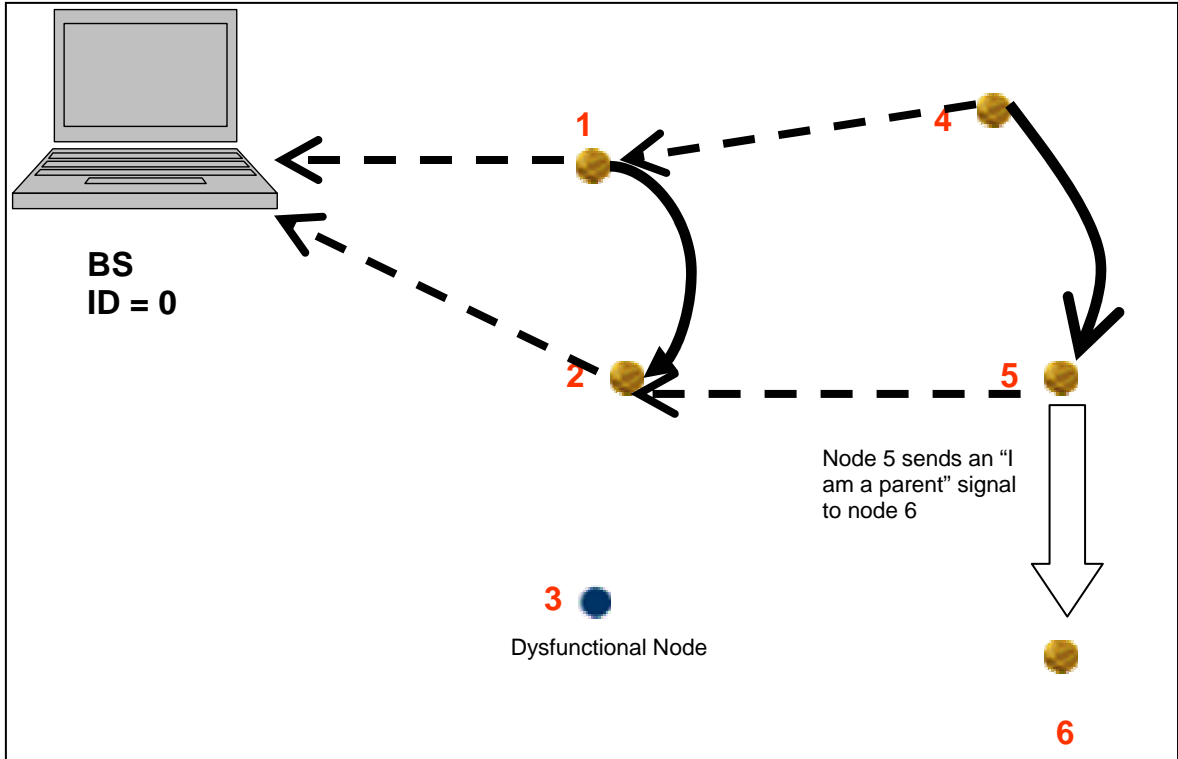 1
4
BS
ID = 0
2
5
Node 5 sends an “I
am a parent” signal
to node 6
3
Dysfunctional Node
6